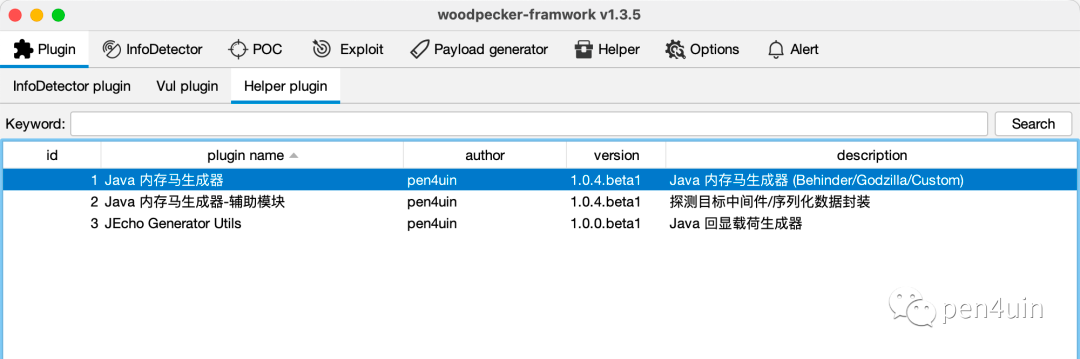 woodpecker-framwork v1.3.5
Plugin InfoDetector POC Exploit Payload generator Helper Options Alert
InfoDetector plugin Vul plugin Helper plugin
Keyword: Search
id plugin name author version description
1 Java 内存马生成器 pen4uin 1.0.4.beta1 Java 内存马生成器 (Behinder/Godzilla/Custom)
2 Java 内存马生成器-辅助模块 pen4uin 1.0.4.beta1 探测目标中间件/序列化数据封装
3 JEcho Generator Utils pen4uin 1.0.0.beta1 Java 回显载荷生成器
pen4uin